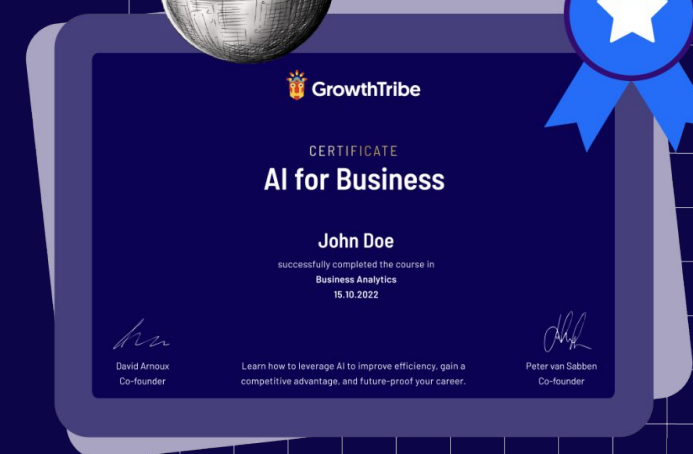 GrowthTribe
CERTIFICATE
AI for Business
John Doe
successfully completed the course in
Business Analytics
15.10.2022
David Arnoux
Co-founder
Learn how to leverage AI to improve efficiency, gain a
competitive advantage, and future-proof your career.
Peter van Sabben
Co-founder